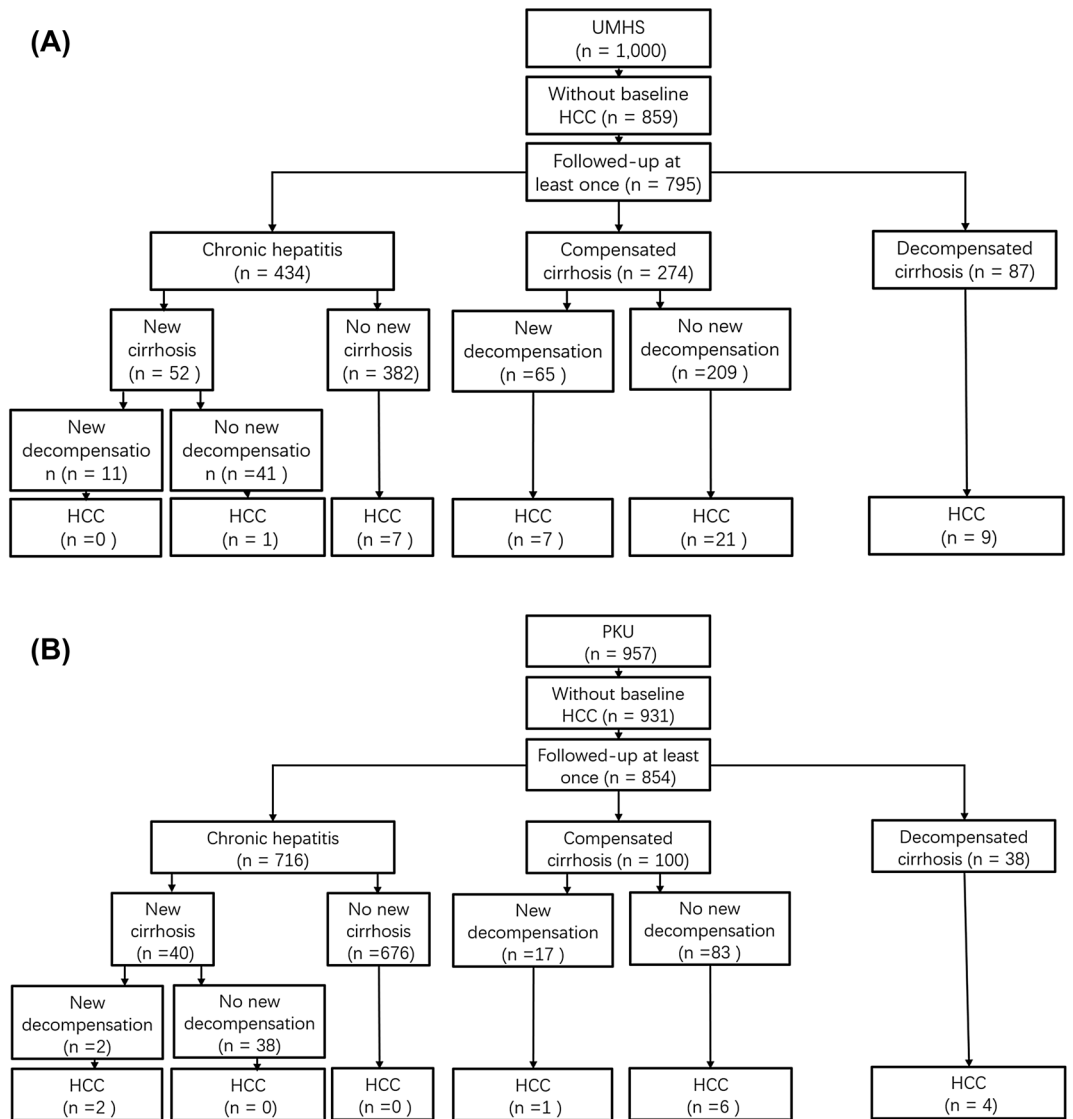 (A)
UMHS
(n = 1,000)
Without baseline
HCC (n = 859)
Followed-up at
least once (n = 795)
Chronic hepatitis
(n = 434)
Compensated
cirrhosis (n = 274)
Decompensated
cirrhosis (n = 87)
New
cirrhosis
(n = 52 )
No new
cirrhosis
(n = 382)
New
decompensation
(n =65 )
No new
decompensation
(n =209 )
New
decompensatio
n (n = 11)
No new
decompensatio
n (n =41 )
HCC
(n =0 )
HCC
(n = 1)
HCC
(n =7 )
HCC
(n =7 )
HCC
(n =21 )
HCC
(n = 9)
(B)
PKU
(n = 957)
Without baseline
HCC (n = 931)
Followed-up at least
once (n = 854)
Chronic hepatitis
(n = 716)
Compensated
cirrhosis (n = 100)
Decompensated
cirrhosis (n = 38)
New
cirrhosis
(n =40)
No new
cirrhosis
(n =676)
New
decompensation
(n =17 )
No new
decompensation
(n =83 )
New
decompensation
(n =2)
No new
decompensation
(n = 38)
HCC
(n =2 )
HCC
(n = 0)
HCC
(n =0 )
HCC
(n =1 )
HCC
(n =6 )
HCC
(n = 4)